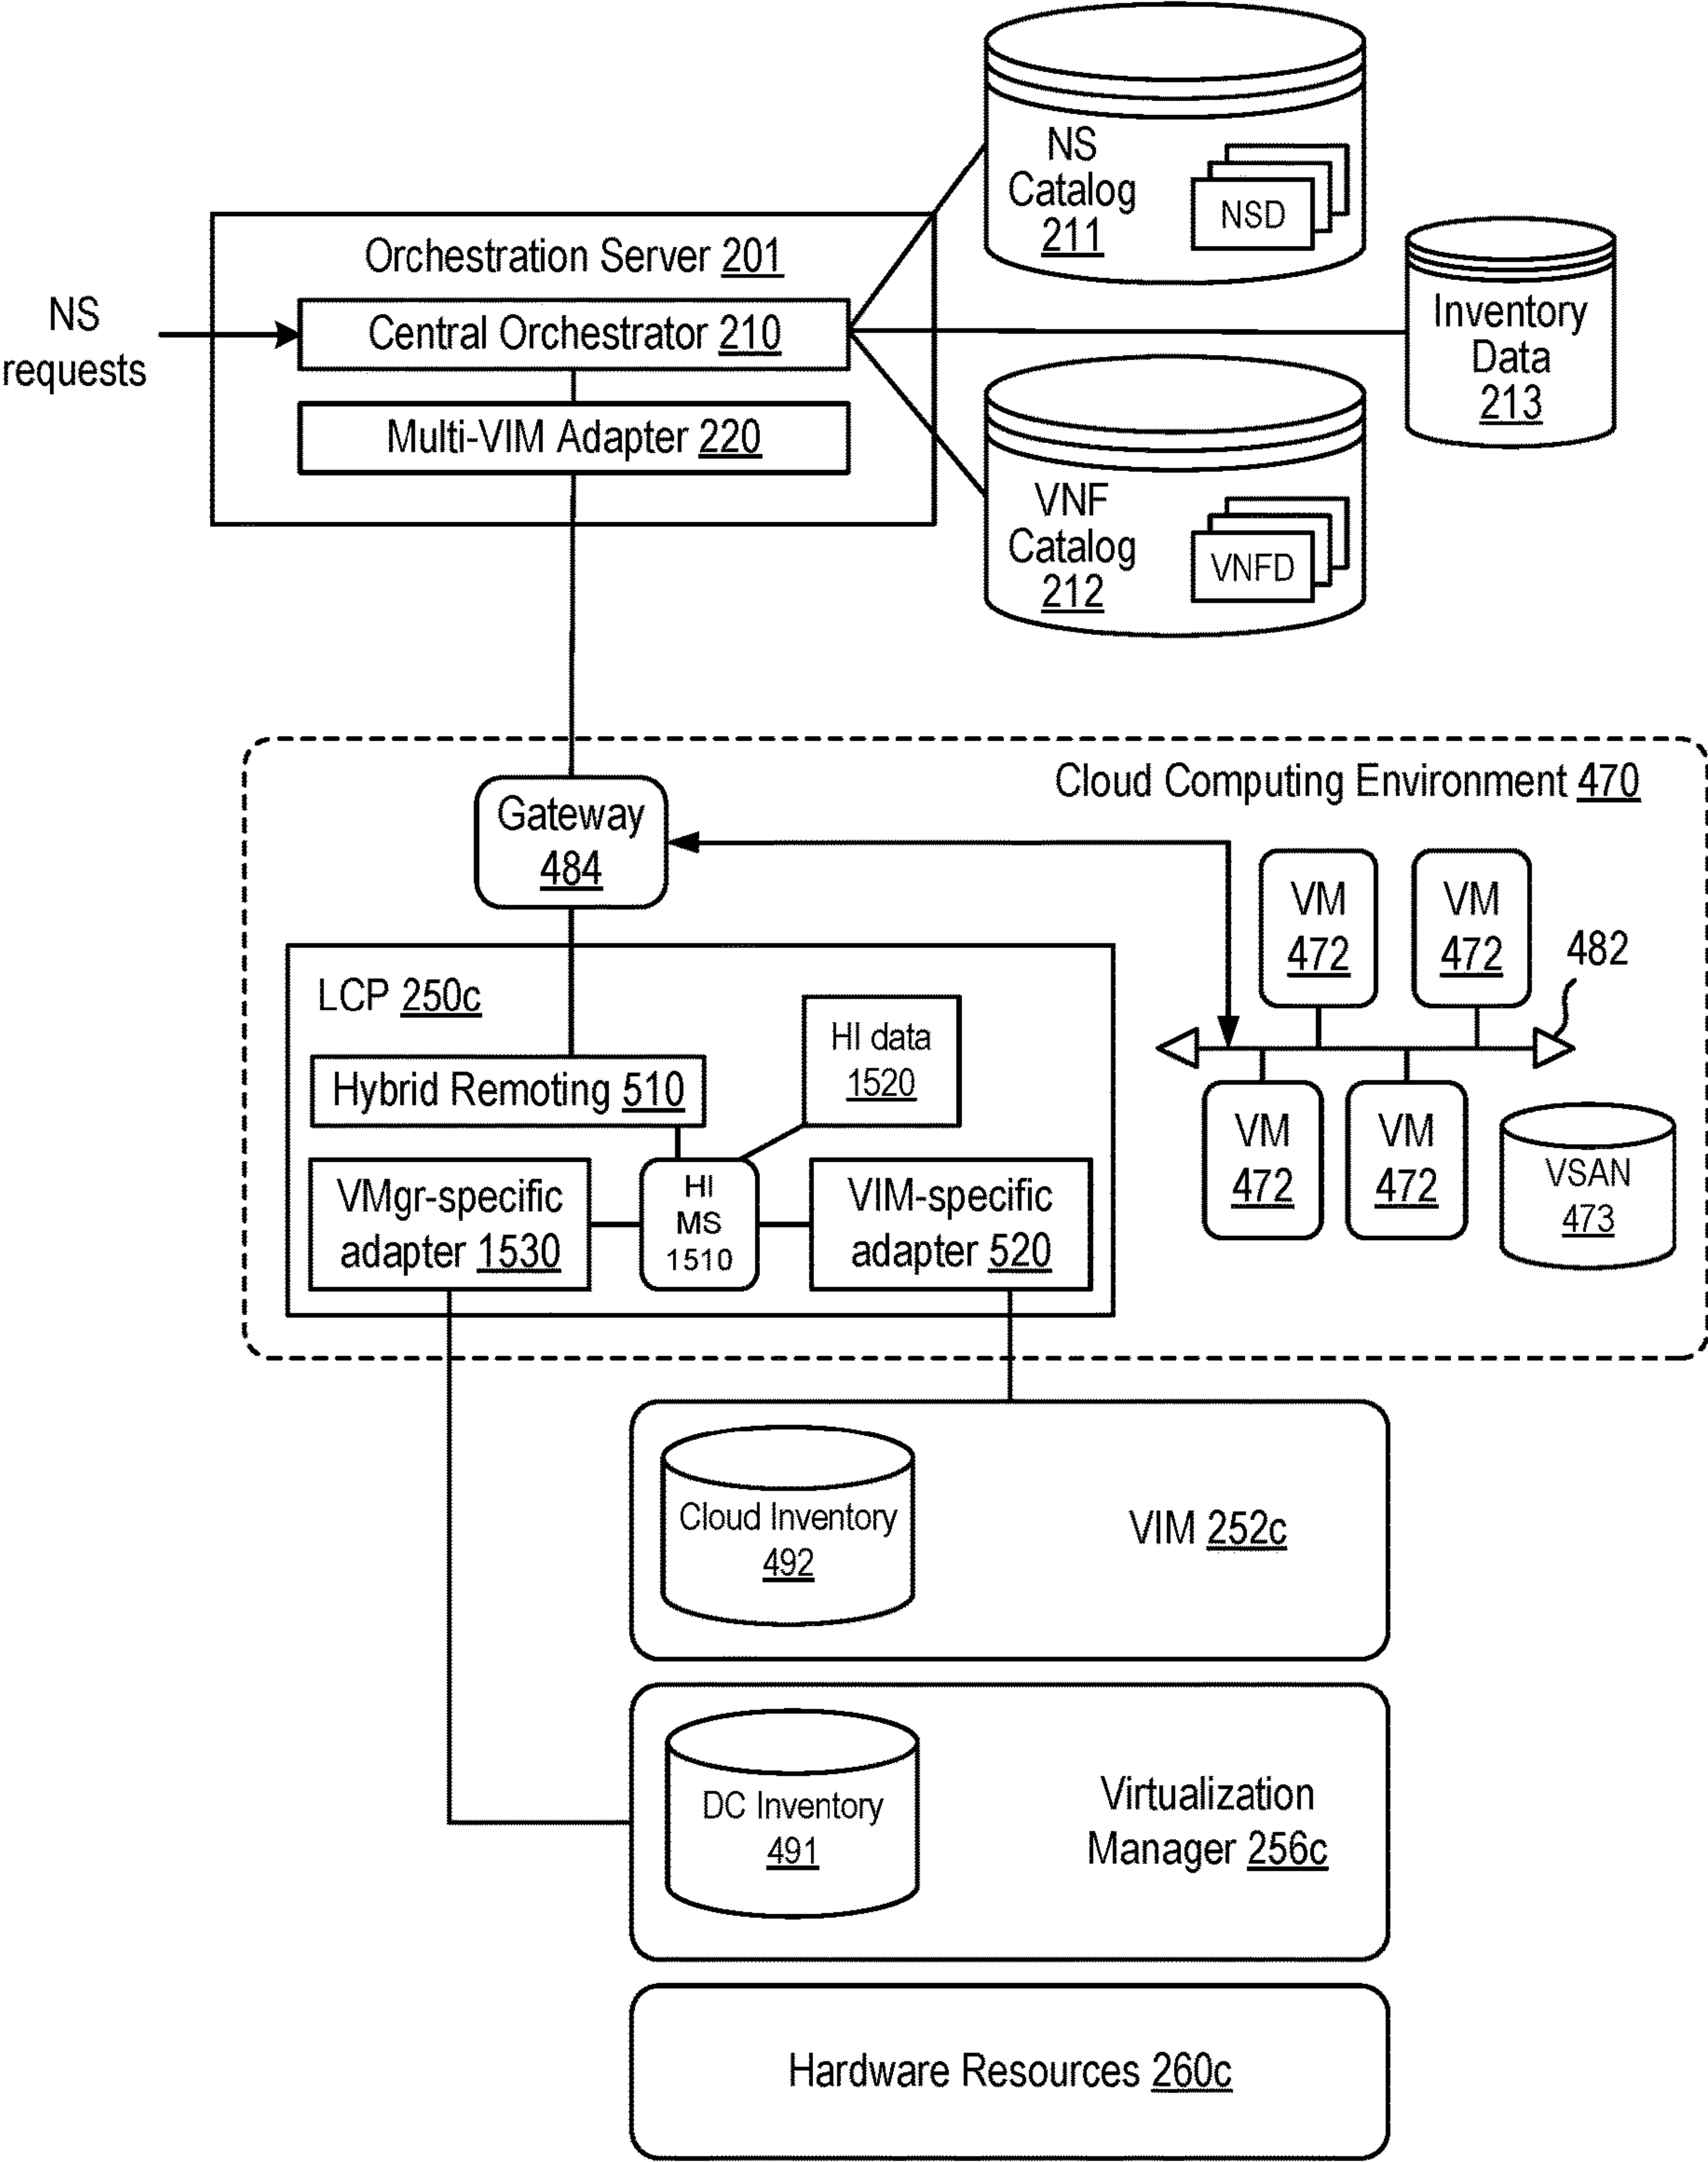 NS
Catalog
211
NSD
Orchestration Server 201
NS
requests
Central Orchestrator 210
Inventory
Data
213
Multi-VIM Adapter 220
VNF
Catalog
212
VNFD
Cloud Computing Environment 470
Gateway
484
VM
472
VM
472
482
LCP 250c
HI data
1520
Hybrid Remoting 510
VM
472
VM
472
VSAN
473
VMgr-specific
adapter 1530
HI
MS
1510
VIM-specific
adapter 520
Cloud Inventory
492
VIM 252c
DC Inventory
491
Virtualization
Manager 256c
Hardware Resources 260c